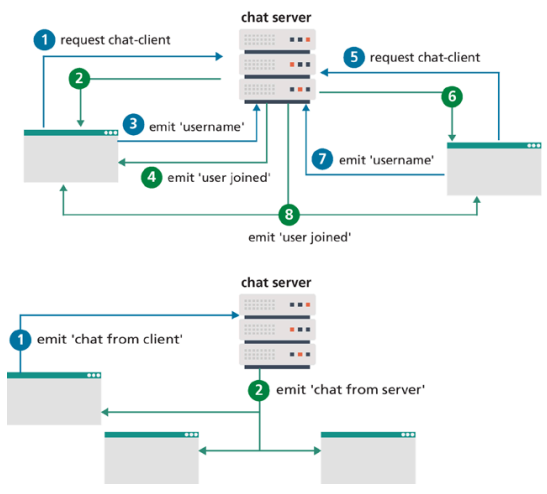 chat server
1 request chat-client
5 request chat-client
2
6
3 emit 'username'
7 emit 'username'
4 emit 'user joined'
8
emit 'user joined'
chat server
1 emit 'chat from client'
2 emit 'chat from server'